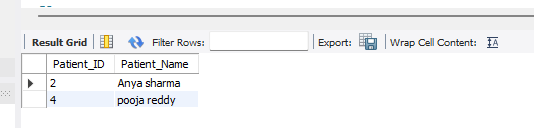 Result Grid Filter Rows: Export: Wrap Cell Content:
Patient_ID Patient_Name
2 Anya sharma
4 pooja reddy